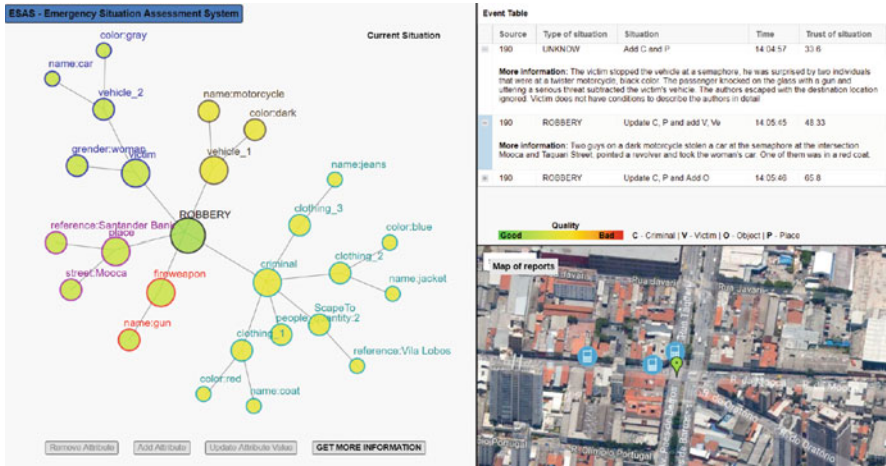 ESAS - Emergency Situation Assessment System
Current Situation
color:gray
name:car
vehicle_2
name:motorcycle
color:dark
grender:woman
victim
vehicle_1
name:jeans
ROBBERY
clothing_3
reference:Santander Bank
place
color:blue
clothing_2
street:Mooca
fireweapon
criminal
name:jacket
ScapeTo
name:gun
clothing_1
reference:Vila Lobos
color:red
name:coat
Remove Attribute
Add Attribute
Update Attribute Value
GET MORE INFORMATION
Event Table
Source Type of situation Situation Time Trust of situation
190 UNKNOW Add C and P 14:04:57 33.6
More information: The victim stopped the vehicle at a semaphore, he was surprised by two individuals
that were at a twister motorcycle, black color. The passenger knocked on the glass with a gun and
uttering a serious threat subtracted the victim's vehicle. The authors escaped with the destination location
ignored. Victim does not have conditions to describe the authors in detail
190 ROBBERY Update C, P and add V, Ve 14:05:45 48.33
More information: Two guys on a dark motorcycle stolen a car at the semaphore at the intersection
Mooca and Taquari Street, pointed a revolver and took the woman's car. One of them was in a red coat.
190 ROBBERY Update C, P and Add O 14:05:46 65.8
Quality
Good Bad C - Criminal | V - Victim | O - Object | P - Place
Map of reports
Rua Javari
Rua Javari